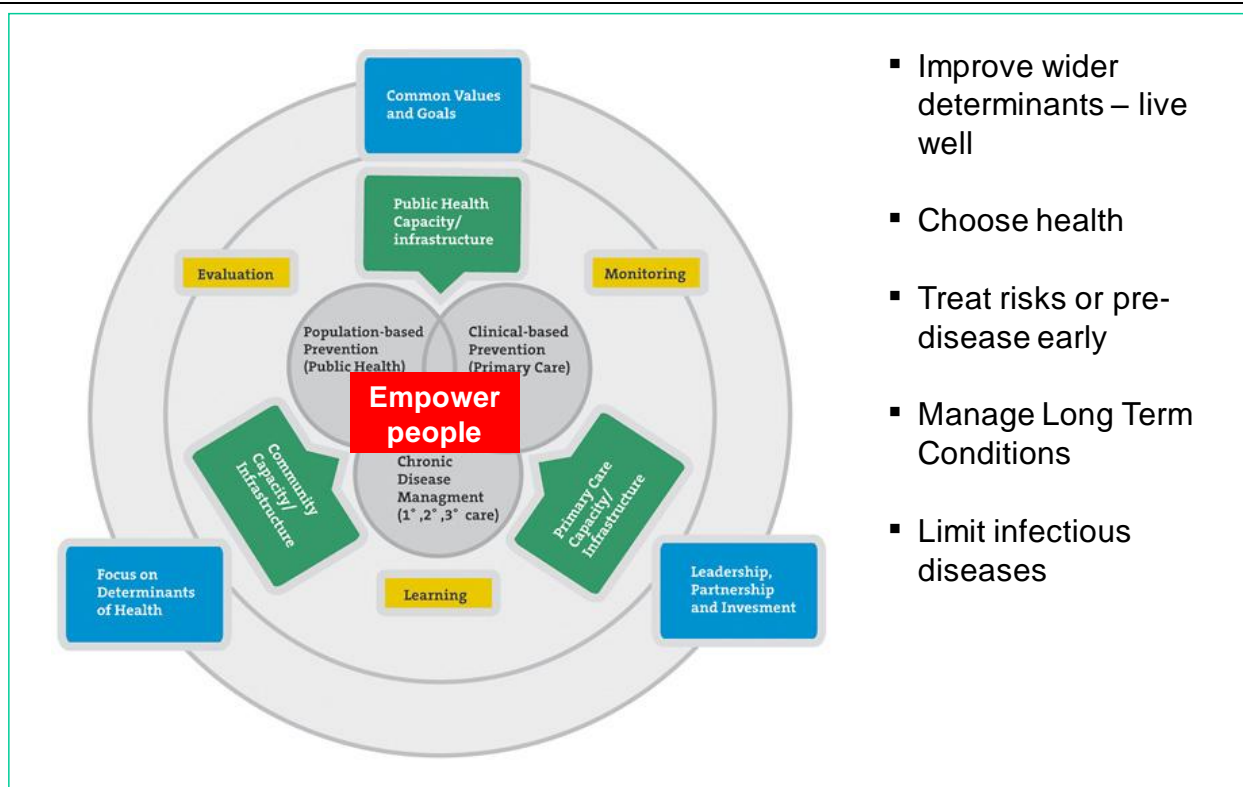 Common Values
and Goals
Public Health
Capacity/
infrastructure
Evaluation
Monitoring
Population-based
Prevention
(Public Health)
Clinical-based
Prevention
(Primary Care)
Empower
people
Chronic
Disease
Managment
(1°,2°,3° care)
Community
Capacity/
Infrastructure
Primary Care
Capacity/
Infrastructure
Learning
Focus on
Determinants
of Health
Leadership,
Partnership
and Invesment
▪ Improve wider
determinants – live
well
▪ Choose health
▪ Treat risks or pre-
disease early
▪ Manage Long Term
Conditions
▪ Limit infectious
diseases